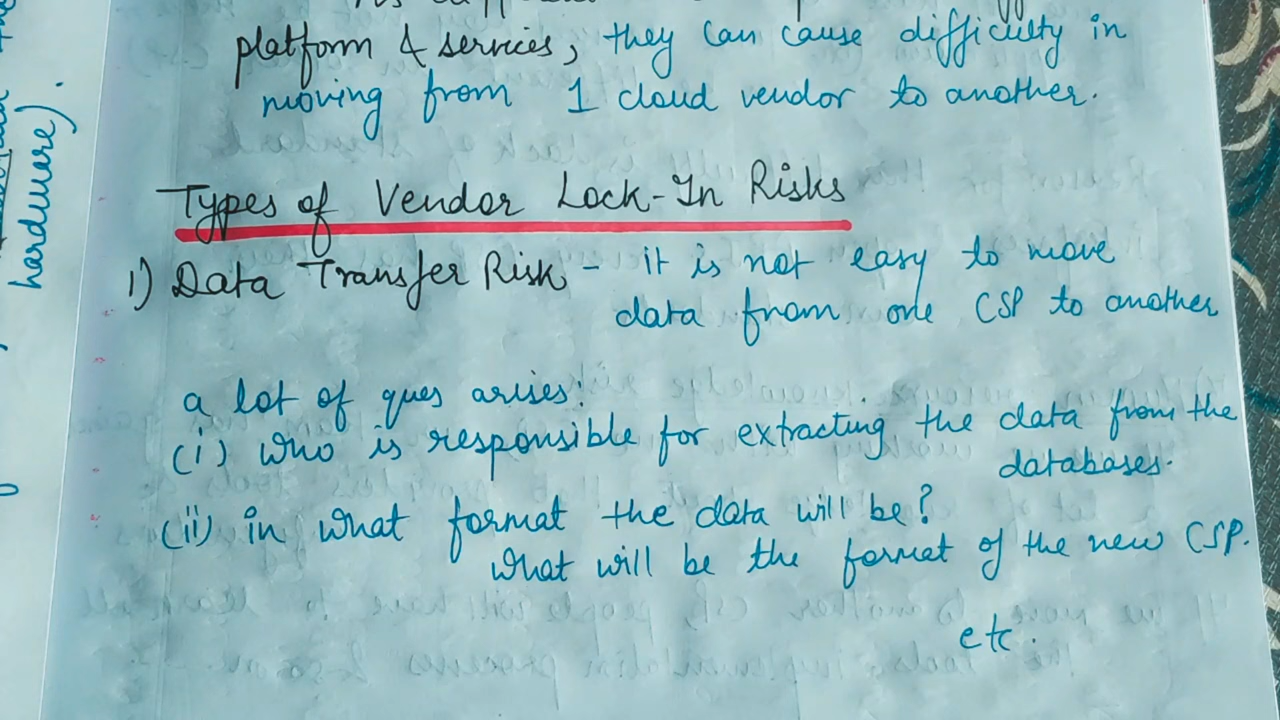 platform & services, they can cause difficulty in
moving from 1 cloud vendor to another.
Types of Vendor Lock-In Risks
1) Data Transfer Risk - it is not easy to move
data from one CSP to another
a lot of ques arises:
(i) who is responsible for extracting the data from the
databases.
(ii) in what format the data will be?
what will be the format of the new CSP.
etc.
hardware).